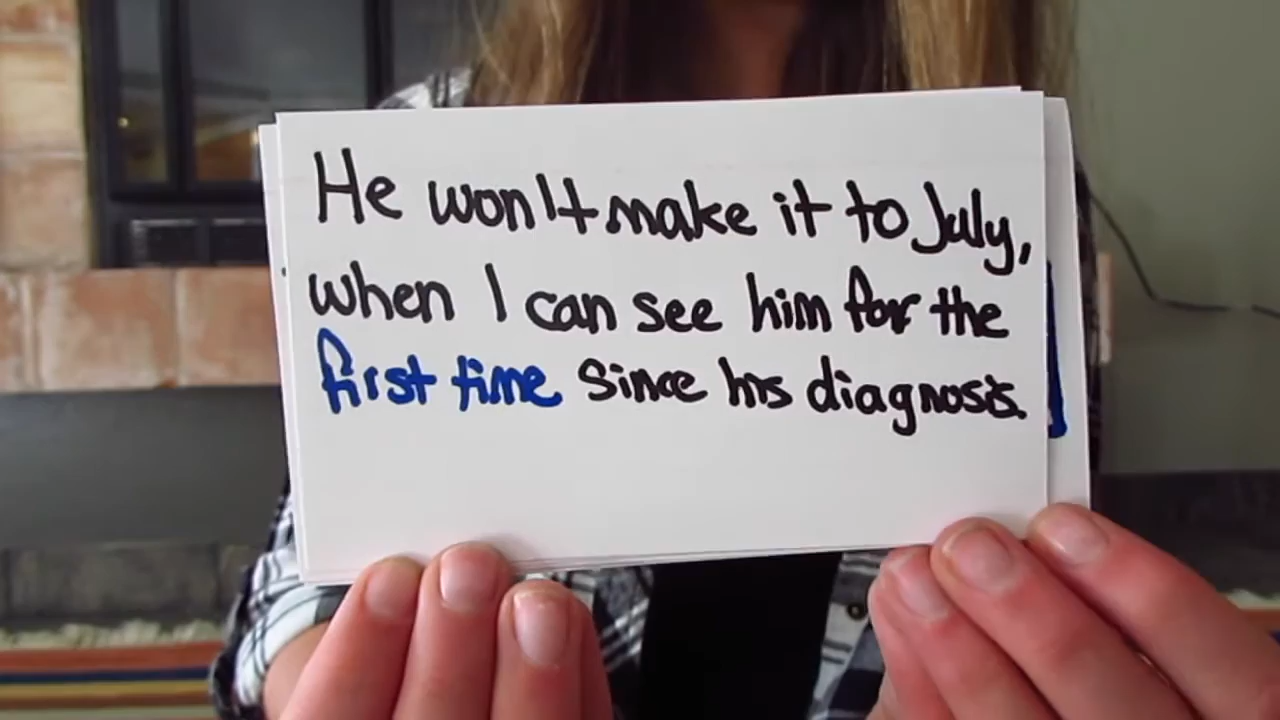 He won't make it to July,
when I can see him for the
first time since his diagnosis.